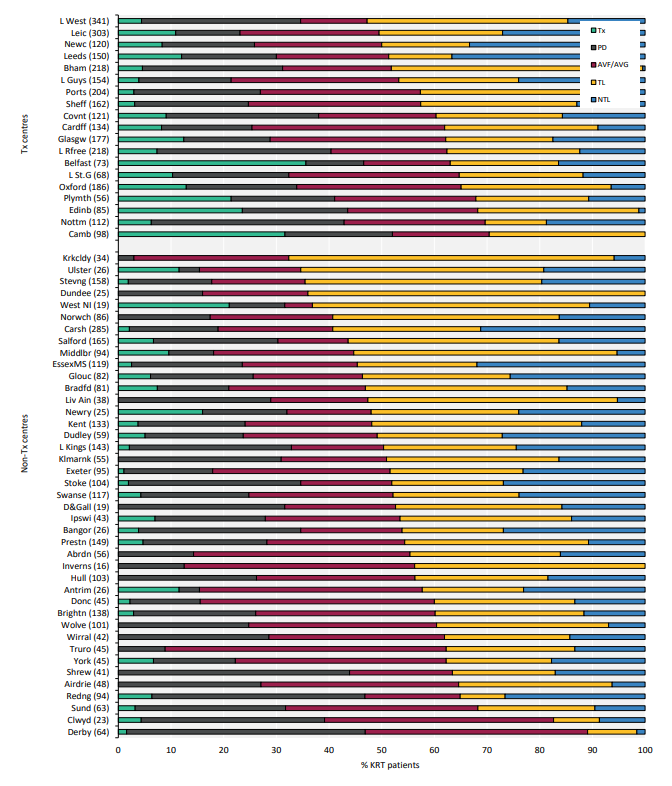 L West (341)
Leic (303)
Newc (120)
Leeds (150)
Bham (218)
L Guys (154)
Ports (204)
Sheff (162)
Covnt (121)
Cardff (134)
Glasgw (177)
L Rfree (218)
Belfast (73)
L St.G (68)
Oxford (186)
Plymth (56)
Edinb (85)
Nottm (112)
Camb (98)
Tx centres
Tx
PD
AVF/AVG
TL
NTL
Krkcldy (34)
Ulster (26)
Stevng (158)
Dundee (25)
West NI (19)
Norwch (86)
Carsh (285)
Salford (165)
Middlbr (94)
EssexMS (119)
Glouc (82)
Bradfd (81)
Liv Ain (38)
Newry (25)
Kent (133)
Dudley (59)
L Kings (143)
Klmarnk (55)
Exeter (95)
Stoke (104)
Swanse (117)
D&Gall (19)
Ipswi (43)
Bangor (26)
Prestn (149)
Abrdn (56)
Inverns (16)
Hull (103)
Antrim (26)
Donc (45)
Brightn (138)
Wolve (101)
Wirral (42)
Truro (45)
York (45)
Shrew (41)
Airdrie (48)
Redng (94)
Sund (63)
Clwyd (23)
Derby (64)
Non-Tx centres
0 10 20 30 40 50 60 70 80 90 100
% KRT patients